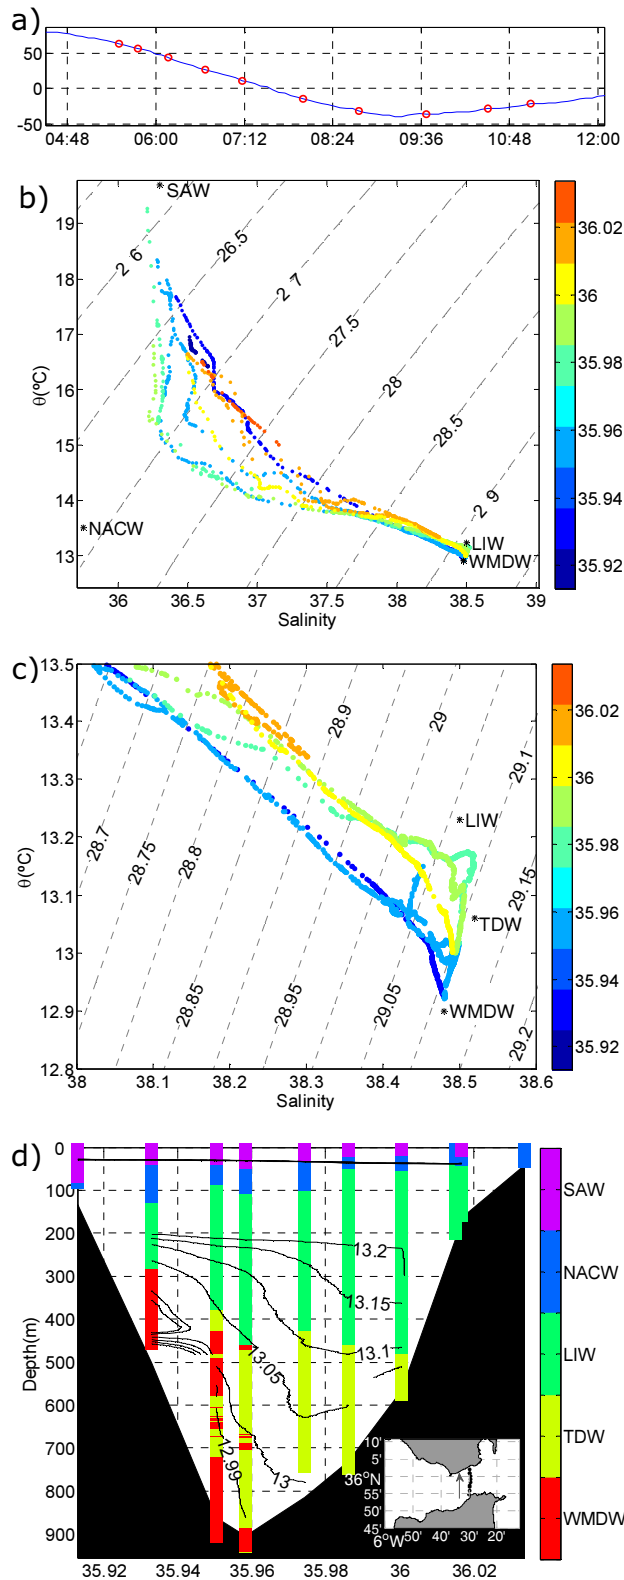 a)
50
0
-50
04:48 06:00 07:12 08:24 09:36 10:48 12:00
b)
SAW
19
18
17
16
15
14
13
θ(ºC)
2 6
26.5
2 7
27.5
28
28.5
2 9
NACW
LIW
WMDW
36 36.5 37 37.5 38 38.5 39
Salinity
36.02
36
35.98
35.96
35.94
35.92
c)
13.5
13.4
13.3
13.2
13.1
13
12.9
12.8
θ(ºC)
28.7
28.75
28.8
28.85
28.9
28.95
29
29.05
29.1
29.15
29.2
LIW
TDW
WMDW
38 38.1 38.2 38.3 38.4 38.5 38.6
Salinity
36.02
36
35.98
35.96
35.94
35.92
d)
0
100
200
300
400
500
600
700
800
900
Depth(m)
13.2
13.15
13.1
13.05
13
12.99
10'
5'
36ºN
55'
50'
45'
6ºW 50' 40' 30' 20'
35.92 35.94 35.96 35.98 36 36.02
SAW
NACW
LIW
TDW
WMDW